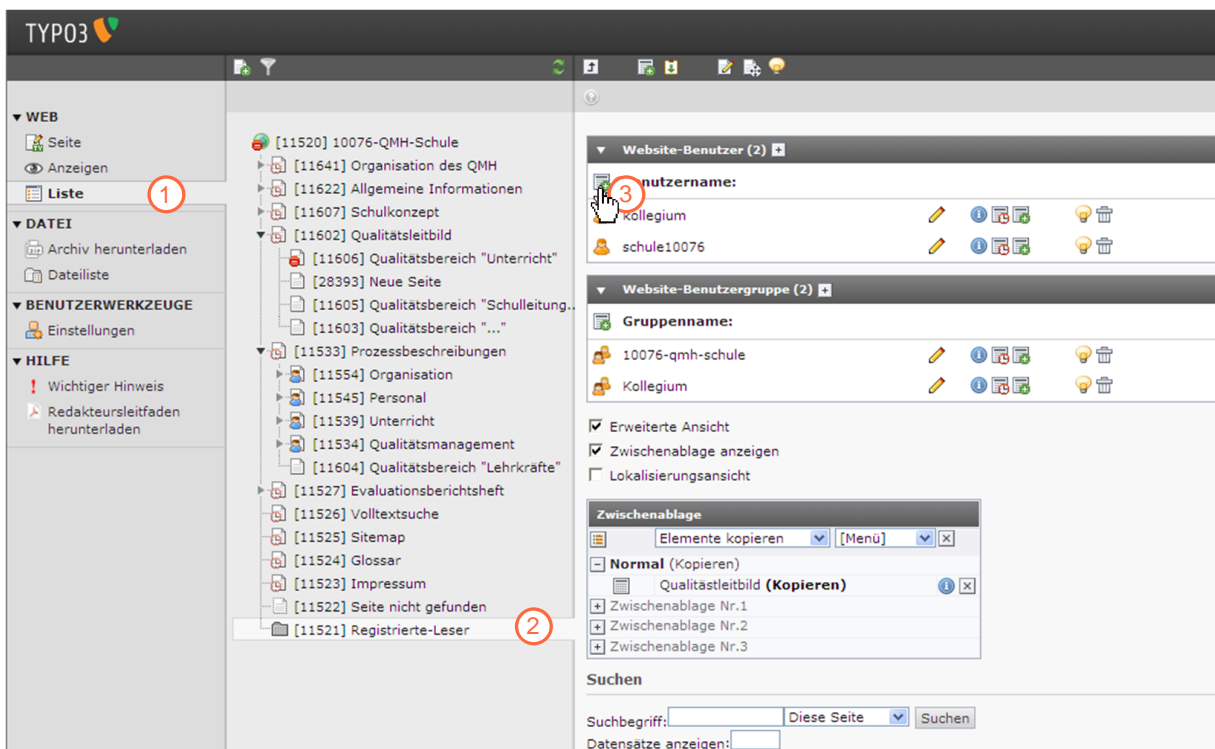 TYPO3
WEB
Seite
Anzeigen
Liste
1
DATEI
Archiv herunterladen
Dateiliste
BENUTZERWERKZEUGE
Einstellungen
HILFE
Wichtiger Hinweis
Redakteursleitfaden
herunterladen
[11520] 10076-QMH-Schule
[11641] Organisation des QMH
[11622] Allgemeine Informationen
[11607] Schulkonzept
[11602] Qualitätsleitbild
[11606] Qualitätsbereich "Unterricht"
[28393] Neue Seite
[11605] Qualitätsbereich "Schulleitung..
[11603] Qualitätsbereich "..."
[11533] Prozessbeschreibungen
[11554] Organisation
[11545] Personal
[11539] Unterricht
[11534] Qualitätsmanagement
[11604] Qualitätsbereich "Lehrkräfte"
[11527] Evaluationsberichtsheft
[11526] Volltextsuche
[11525] Sitemap
[11524] Glossar
[11523] Impressum
[11522] Seite nicht gefunden
[11521] Registrierte-Leser
2
Website-Benutzer (2)
enutzername:
3
kollegium
schule10076
Website-Benutzergruppe (2)
Gruppenname:
10076-qmh-schule
Kollegium
Erweiterte Ansicht
Zwischenablage anzeigen
Lokalisierungsansicht
Zwischenablage
Elemente kopieren [Menü]
Normal (Kopieren)
Qualitästleitbild (Kopieren)
Zwischenablage Nr.1
Zwischenablage Nr.2
Zwischenablage Nr.3
Suchen
Suchbegriff: Diese Seite Suchen
Datensätze anzeigen: